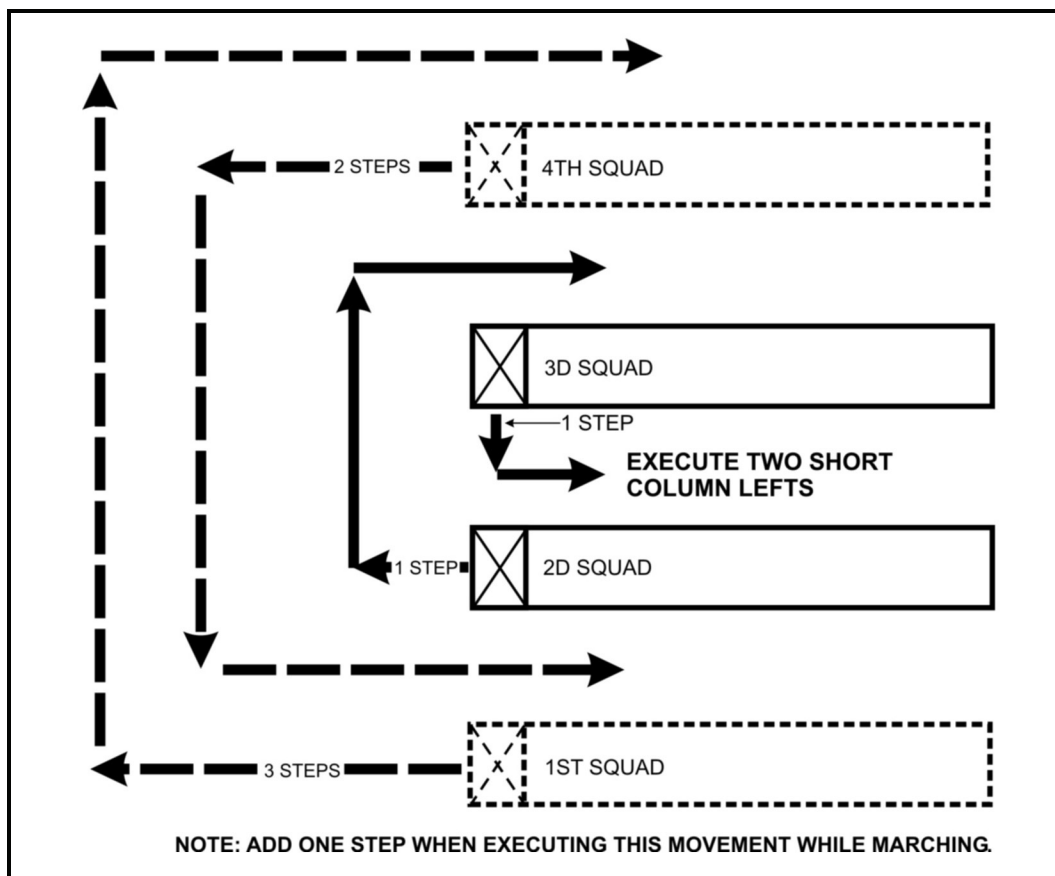 2 STEPS
4TH SQUAD
3D SQUAD
1 STEP
EXECUTE TWO SHORT
COLUMN LEFTS
1 STEP
2D SQUAD
3 STEPS
1ST SQUAD
NOTE: ADD ONE STEP WHEN EXECUTING THIS MOVEMENT WHILE MARCHING.